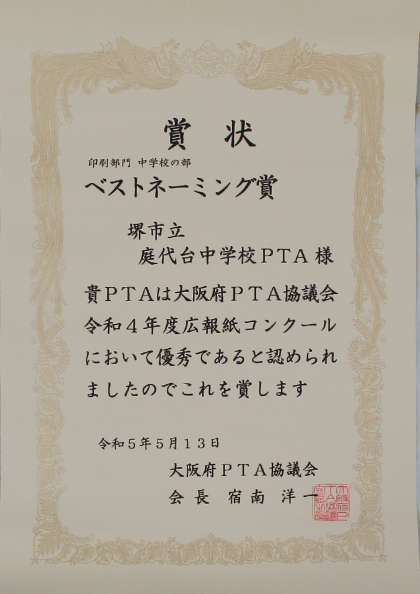 賞状
印刷部門 中学校の部
ベストネーミング賞
堺市立
庭代台中学校PTA 様
貴PTAは大阪府PTA協議会
令和4年度広報紙コンクール
において優秀であると認められ
ましたのでこれを賞します
令和5年5月13日
大阪府PTA協議会
会長 宿南 洋一